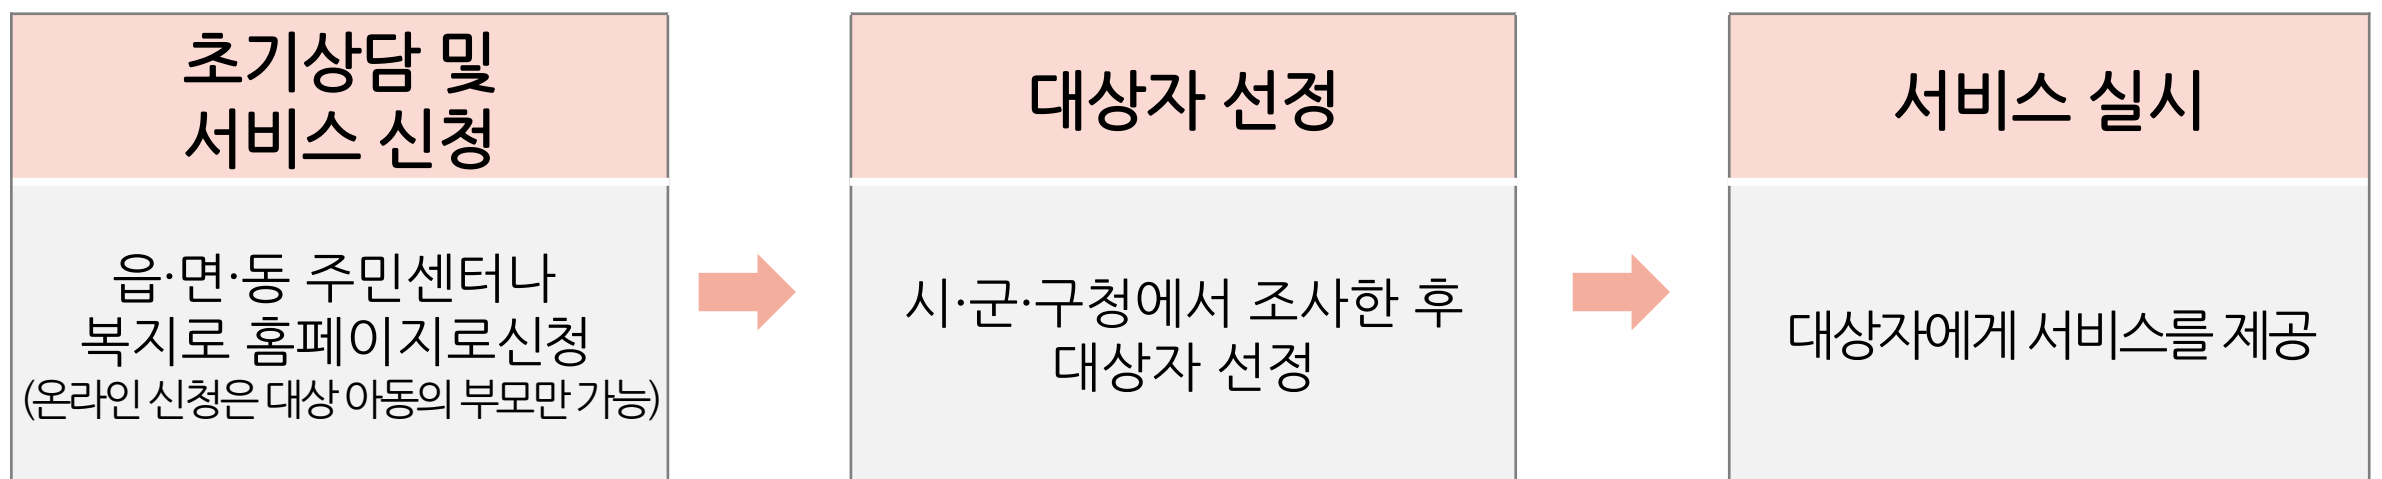 초기상담 및
서비스 신청
읍·면·동 주민센터나
복지로 홈페이지로신청
(온라인 신청은 대상 아동의 부모만 가능)
대상자 선정
시·군·구청에서 조사한 후
대상자 선정
서비스 실시
대상자에게 서비스를 제공